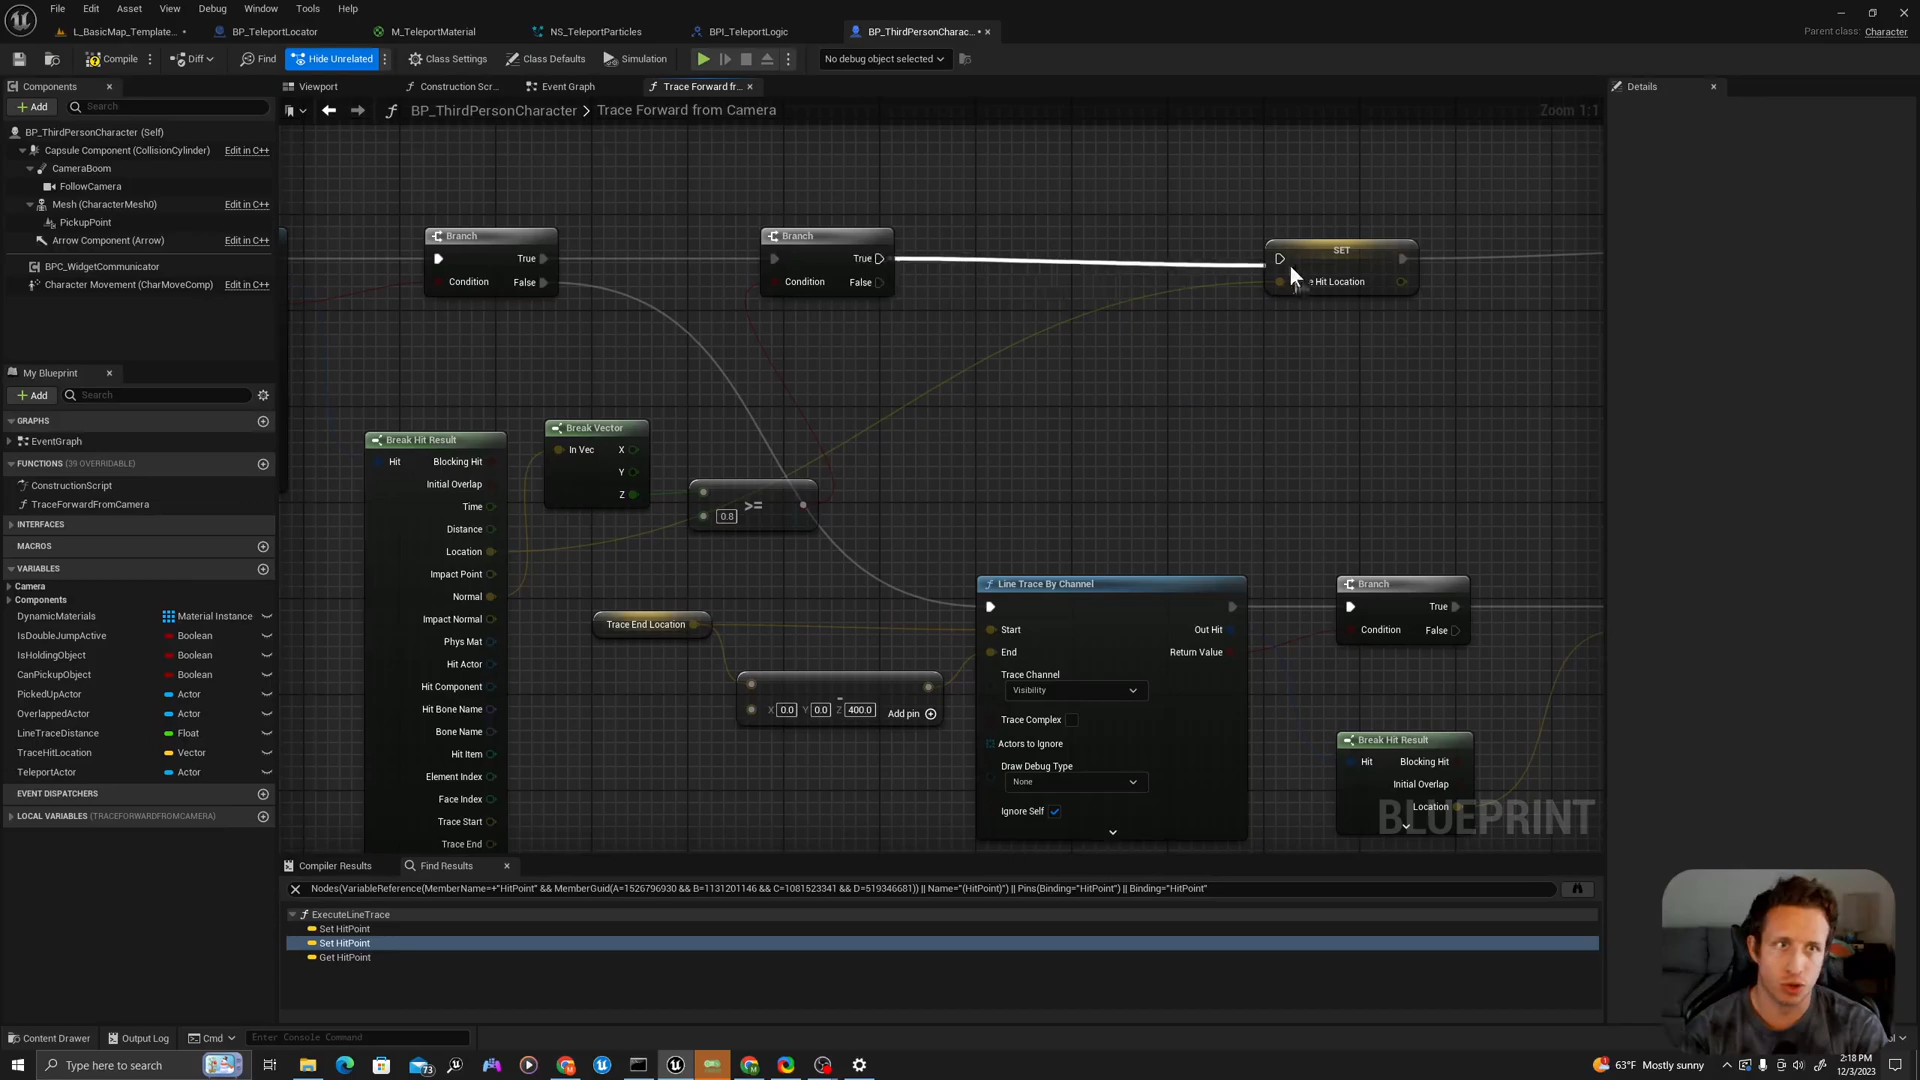 File Edit Asset View Debug Window Tools Help
L_BasicMap_Template... • BP_TeleportLocator M_TeleportMaterial NS_TeleportParticles BPI_TeleportLogic BP_ThirdPersonCharac... •
Parent class: Character
Compile Diff Find Hide Unrelated Class Settings Class Defaults Simulation No debug object selected
Components
Add Search
BP_ThirdPersonCharacter (Self)
Capsule Component (CollisionCylinder) Edit in C++
CameraBoom
FollowCamera
Mesh (CharacterMesh0) Edit in C++
PickupPoint
Arrow Component (Arrow) Edit in C++
BPC_WidgetCommunicator
Character Movement (CharMoveComp) Edit in C++
My Blueprint
Add Search
GRAPHS
EventGraph
FUNCTIONS (39 OVERRIDABLE)
ConstructionScript
TraceForwardFromCamera
INTERFACES
MACROS
VARIABLES
Camera
Components
DynamicMaterials Material Instance
IsDoubleJumpActive Boolean
IsHoldingObject Boolean
CanPickupObject Boolean
PickedUpActor Actor
OverlappedActor Actor
LineTraceDistance Float
TraceHitLocation Vector
TeleportActor Actor
EVENT DISPATCHERS
LOCAL VARIABLES (TRACEFORWARDFROMCAMERA)
Viewport Construction Scr... Event Graph Trace Forward fr...
BP_ThirdPersonCharacter > Trace Forward from Camera
Zoom 1:1
Branch
True
Condition False
Branch
True
Condition False
SET
Hit Location
Break Hit Result
Hit Blocking Hit
Initial Overlap
Time
Distance
Location
Impact Point
Normal
Impact Normal
Phys Mat
Hit Actor
Hit Component
Hit Bone Name
Bone Name
Hit Item
Element Index
Face Index
Trace Start
Trace End
Break Vector
In Vec X
Y
Z
>=
0.8
Trace End Location
-
X 0.0 Y 0.0 Z 400.0 Add pin
Line Trace By Channel
Start Out Hit
End Return Value
Trace Channel
Visibility
Trace Complex
Actors to Ignore
Draw Debug Type
None
Ignore Self
Branch
True
Condition False
Break Hit Result
Hit Blocking Hit
Initial Overlap
Location
BLUEPRINT
Details
Compiler Results Find Results
Nodes(VariableReference(MemberName=+"HitPoint" && MemberGuid(A=1526796930 && B=1131201146 && C=1081523341 && D=519346681)) || Name="(HitPoint)") || Pins(Binding="HitPoint") || Binding="HitPoint"
ExecuteLineTrace
Set HitPoint
Set HitPoint
Get HitPoint
Content Drawer Output Log Cmd Enter Console Command
Type here to search
73
63°F Mostly sunny
2:18 PM
12/3/2023